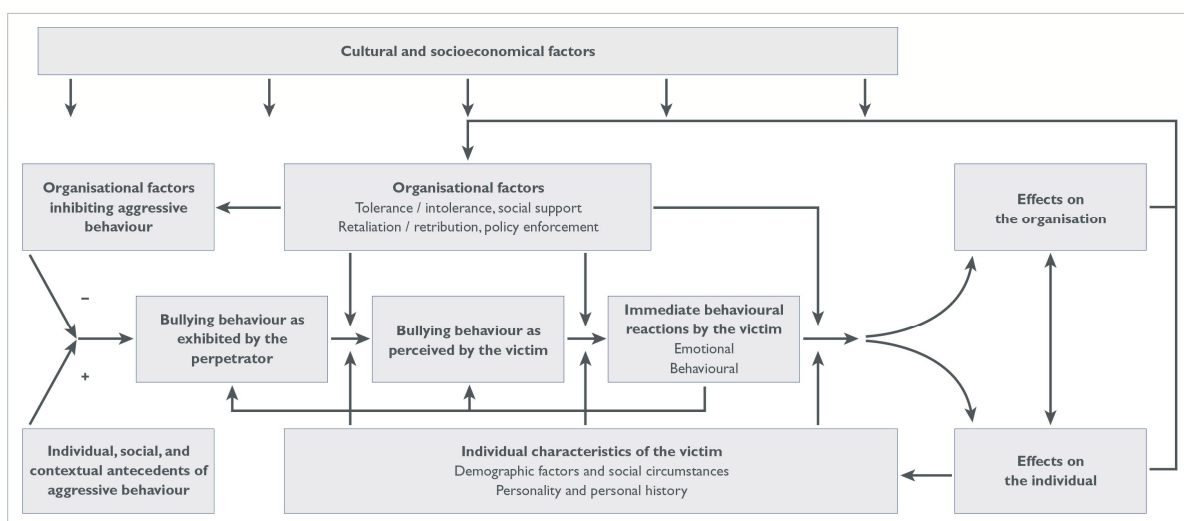 Cultural and socioeconomical factors
Organisational factors
inhibiting aggressive
behaviour
Organisational factors
Tolerance / intolerance, social support
Retaliation / retribution, policy enforcement
Effects on
the organisation
–
Bullying behaviour as
exhibited by the
perpetrator
Bullying behaviour as
perceived by the victim
Immediate behavioural
reactions by the victim
Emotional
Behavioural
+
Individual, social, and
contextual antecedents of
aggressive behaviour
Individual characteristics of the victim
Demographic factors and social circumstances
Personality and personal history
Effects on
the individual